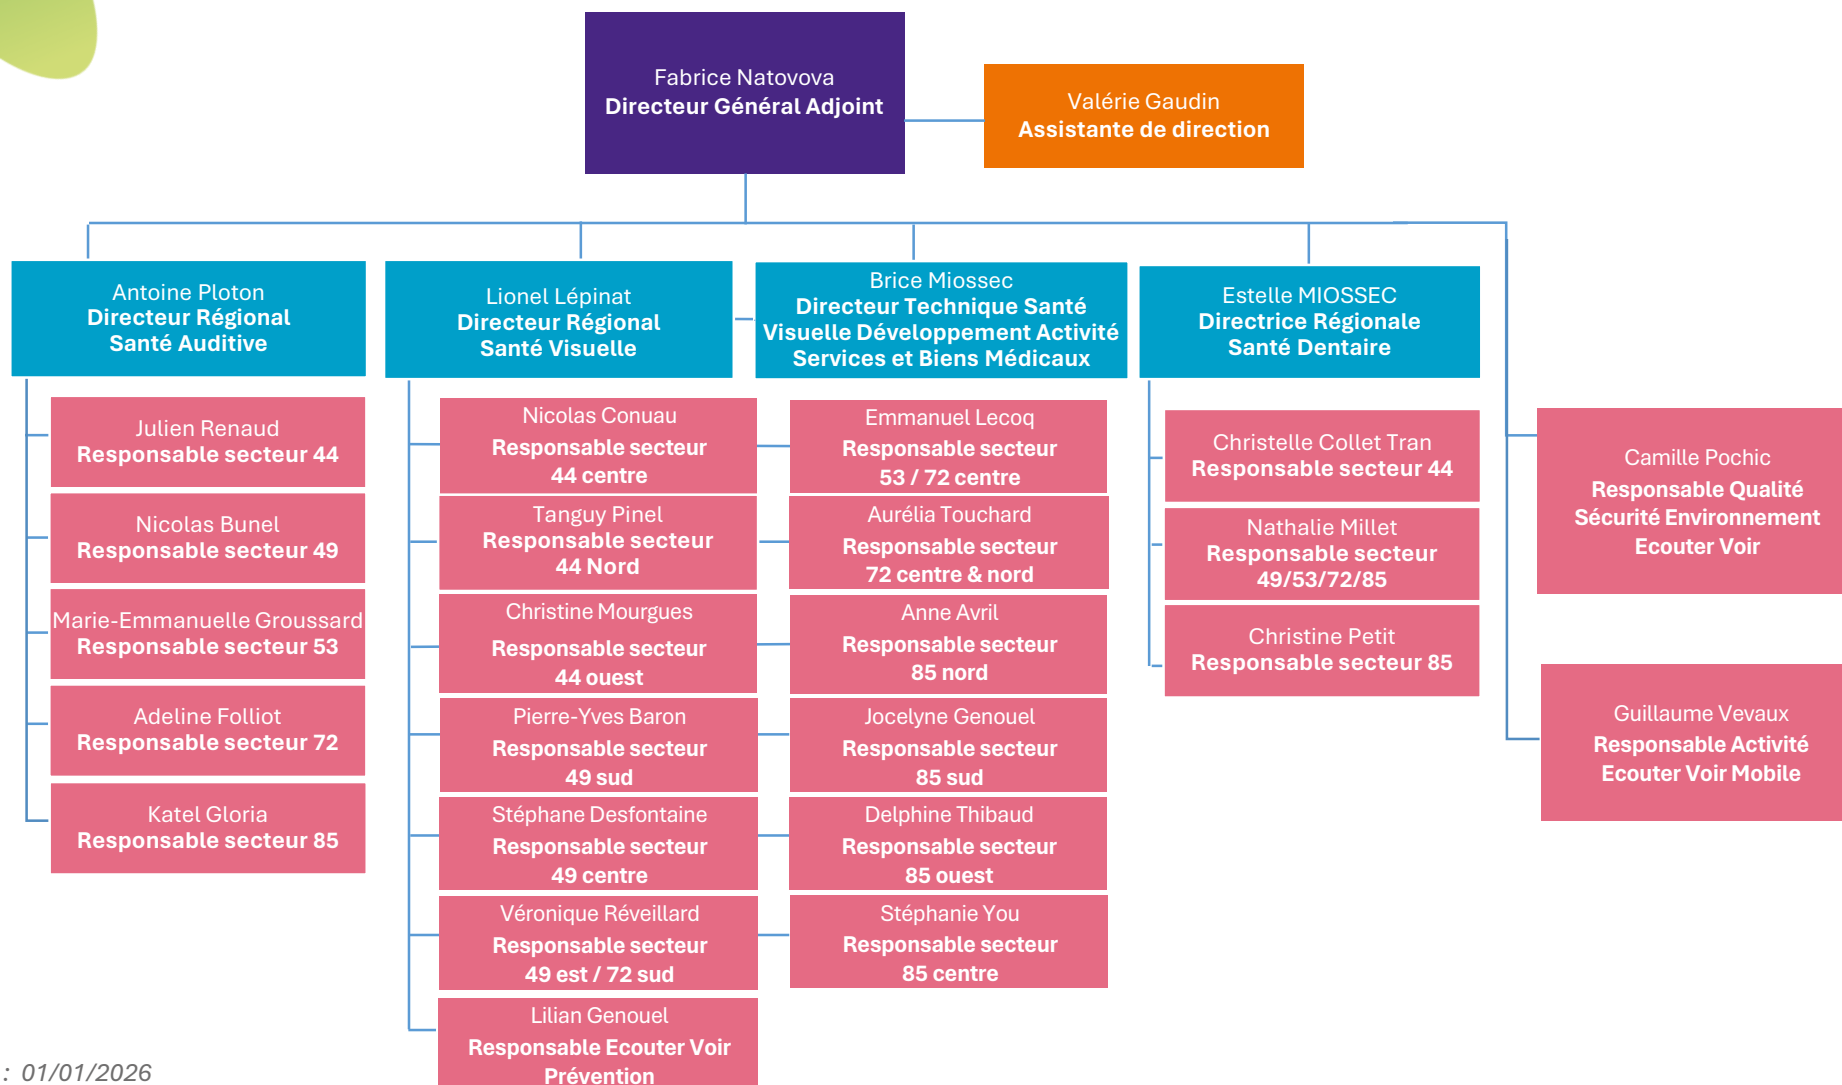 Fabrice Natovova
Directeur Général Adjoint
Valérie Gaudin
Assistante de direction
Antoine Ploton
Directeur Régional
Santé Auditive
Lionel Lépinat
Directeur Régional
Santé Visuelle
Brice Miossec
Directeur Technique Santé
Visuelle Développement Activité
Services et Biens Médicaux
Estelle MIOSSEC
Directrice Régionale
Santé Dentaire
Julien Renaud
Responsable secteur 44
Nicolas Bunel
Responsable secteur 49
Marie-Emmanuelle Groussard
Responsable secteur 53
Adeline Folliot
Responsable secteur 72
Katel Gloria
Responsable secteur 85
Nicolas Conuau
Responsable secteur
44 centre
Tanguy Pinel
Responsable secteur
44 Nord
Christine Mourgues
Responsable secteur
44 ouest
Pierre-Yves Baron
Responsable secteur
49 sud
Stéphane Desfontaine
Responsable secteur
49 centre
Véronique Réveillard
Responsable secteur
49 est / 72 sud
Lilian Genouel
Responsable Ecouter Voir
Prévention
Emmanuel Lecoq
Responsable secteur
53 / 72 centre
Aurélia Touchard
Responsable secteur
72 centre & nord
Anne Avril
Responsable secteur
85 nord
Jocelyne Genouel
Responsable secteur
85 sud
Delphine Thibaud
Responsable secteur
85 ouest
Stéphanie You
Responsable secteur
85 centre
Christelle Collet Tran
Responsable secteur 44
Nathalie Millet
Responsable secteur
49/53/72/85
Christine Petit
Responsable secteur 85
Camille Pochic
Responsable Qualité
Sécurité Environnement
Ecouter Voir
Guillaume Vevaux
Responsable Activité
Ecouter Voir Mobile
: 01/01/2026